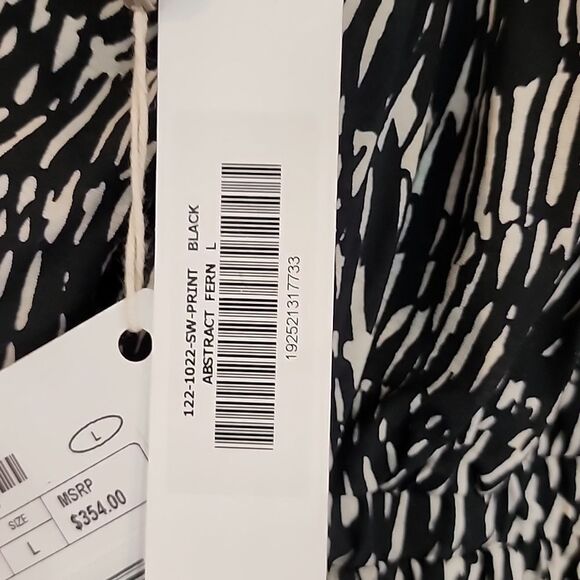 122-1022-SW-PRINT BLACK
ABSTRACT FERN L
192521317733
L
SIZE
MSRP
L
$354.00